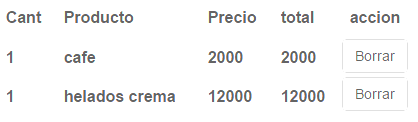 Cant Producto Precio total accion
1 cafe 2000 2000 Borrar
1 helados crema 12000 12000 Borrar